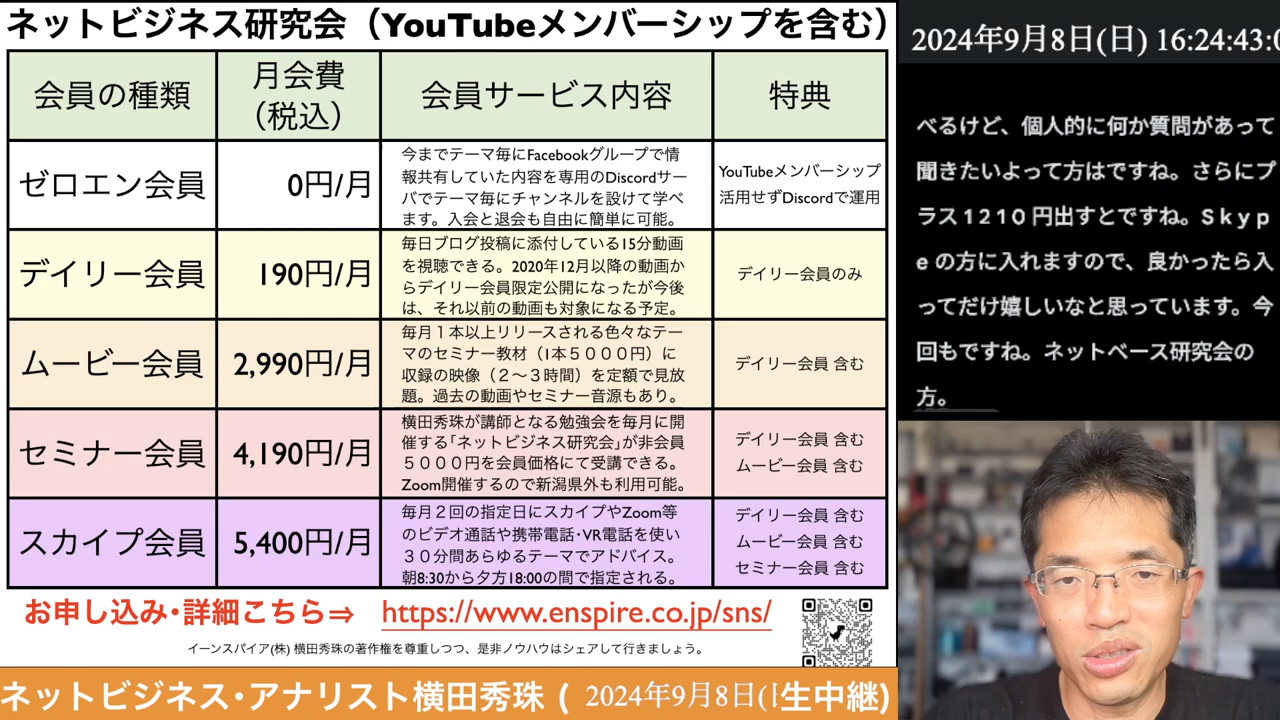 ネットビジネス研究会（YouTubeメンバーシップを含む）
会員の種類
月会費
（税込）
会員サービス内容
特典
ゼロエン会員
0円/月
今までテーマ毎にFacebookグループで情
報共有していた内容を専用のDiscordサー
バでテーマ毎にチャンネルを設けて学べ
ます。入会と退会も自由に簡単に可能。
YouTubeメンバーシップ
活用せずDiscordで運用
デイリー会員
190円/月
毎日ブログ投稿に添付している15分動画
を視聴できる。2020年12月以降の動画か
らデイリー会員限定公開になったが今後
は、それ以前の動画も対象になる予定。
デイリー会員のみ
ムービー会員
2,990円/月
毎月１本以上リリースされる色々なテー
マのセミナー教材（1本５０００円）に
収録の映像（２〜３時間）を定額で見放
題。過去の動画やセミナー音源もあり。
デイリー会員 含む
セミナー会員
4,190円/月
横田秀珠が講師となる勉強会を毎月に開
催する｢ネットビジネス研究会｣が非会員
５０００円を会員価格にて受講できる。
Zoom開催するので新潟県外も利用可能。
デイリー会員 含む
ムービー会員 含む
スカイプ会員
5,400円/月
毎月２回の指定日にスカイプやZoom等
のビデオ通話や携帯電話･VR電話を使い
３０分間あらゆるテーマでアドバイス。
朝8:30から夕方18:00の間で指定される。
デイリー会員 含む
ムービー会員 含む
セミナー会員 含む
お申し込み･詳細こちら⇒ https://www.enspire.co.jp/sns/
イーンスパイア(株) 横田秀珠の著作権を尊重しつつ、是非ノウハウはシェアして行きましょう。
ネットビジネス･アナリスト横田秀珠 ( 2024年9月8日(日 生中継)
2024年9月8日(日) 16:24:43:0
べるけど、個人的に何か質問があって
聞きたいよって方はですね。さらにプ
ラス１２１０円出すとですね。Ｓｋｙｐ
ｅの方に入れますので、良かったら入
ってだけ嬉しいなと思っています。今
回もですね。ネットベース研究会の
方。